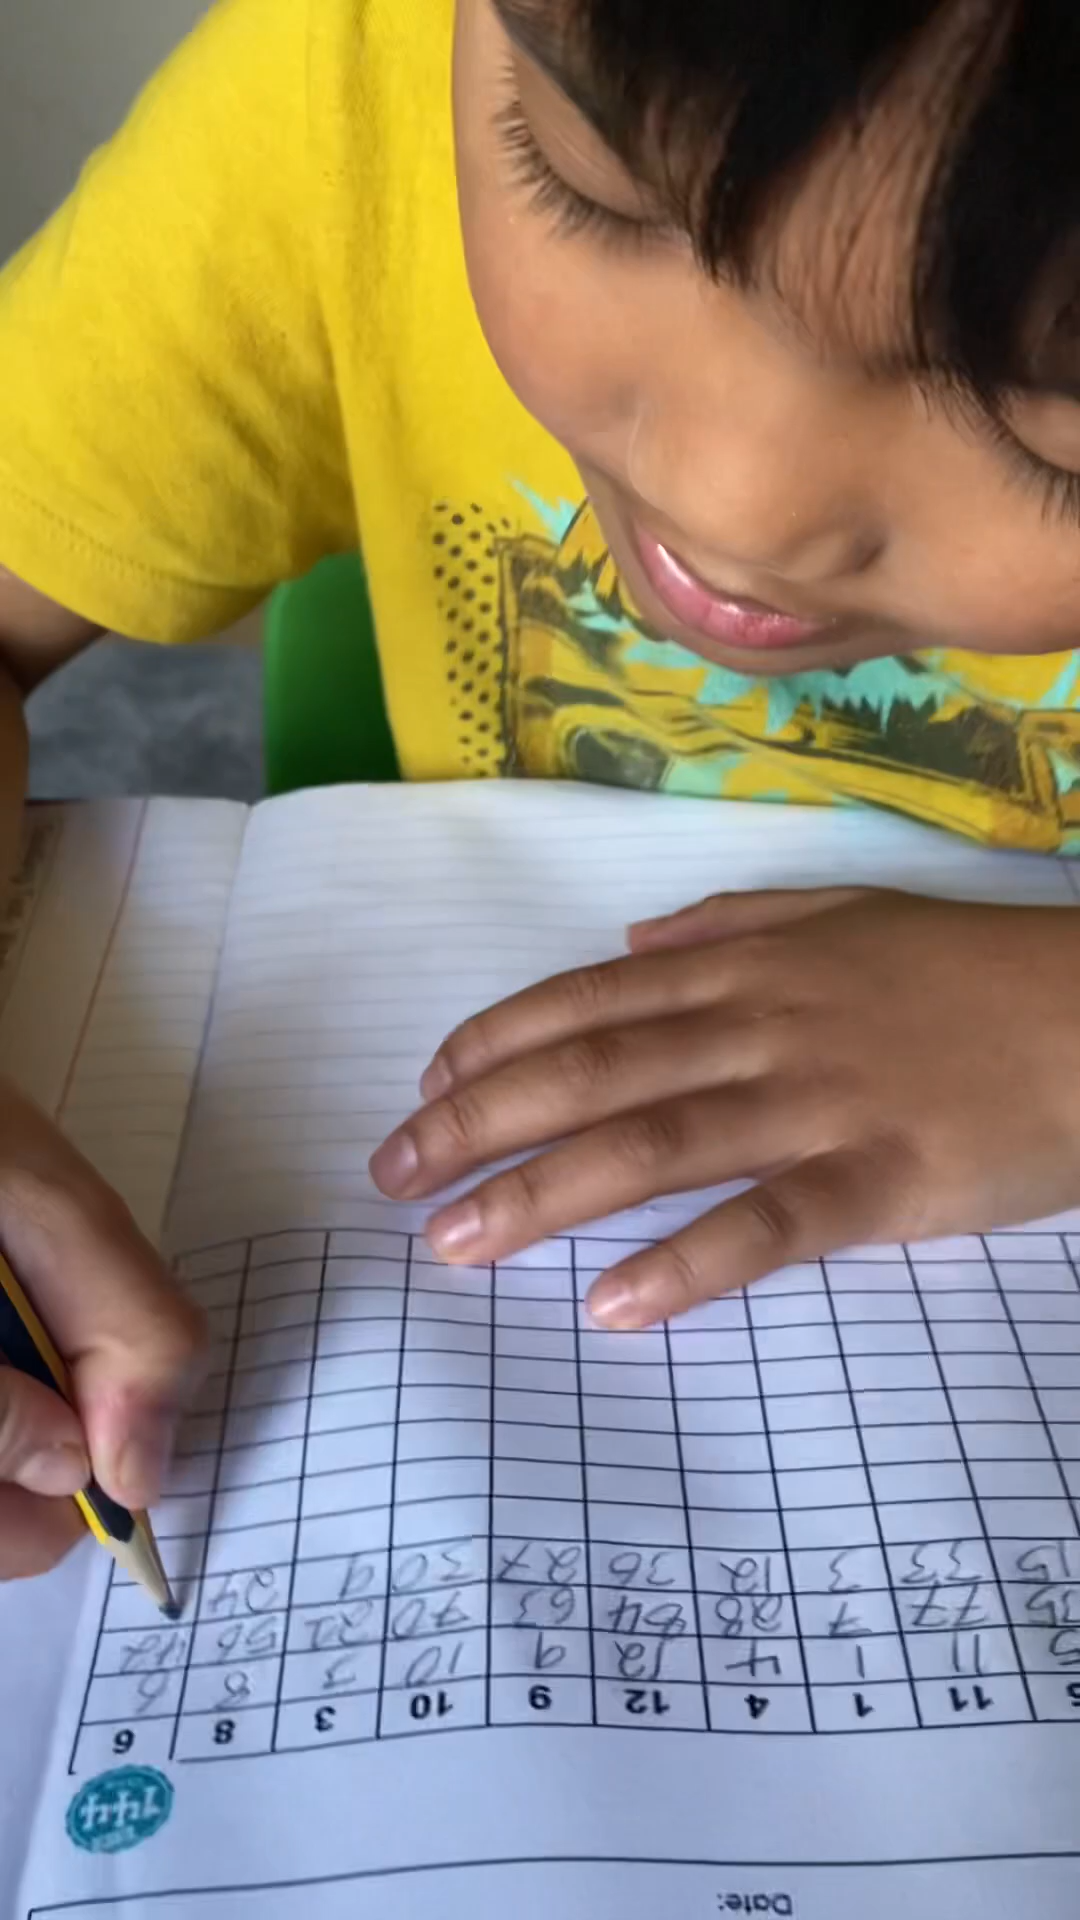 Date:
144
5 11 1 4 12 9 10 3 8 6
5 11 1 4 12 9 10 3 8 6
35 77 7 28 84 63 70 21 56 42
15 33 3 12 36 27 30 9 24